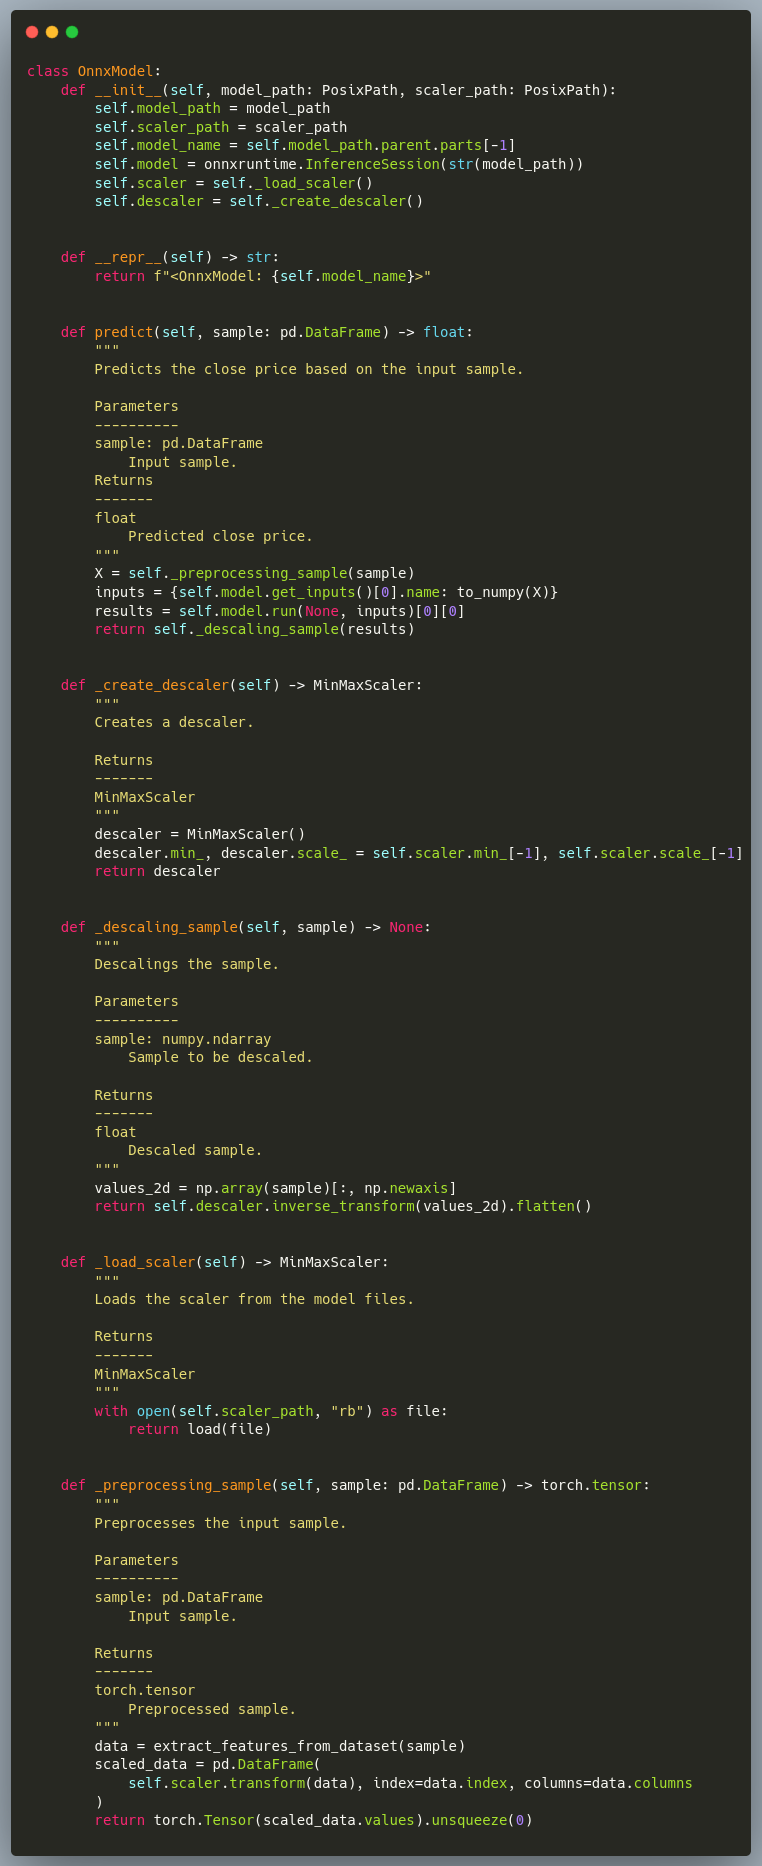 class OnnxModel:
    def __init__(self, model_path: PosixPath, scaler_path: PosixPath):
        self.model_path = model_path
        self.scaler_path = scaler_path
        self.model_name = self.model_path.parent.parts[-1]
        self.model = onnxruntime.InferenceSession(str(model_path))
        self.scaler = self._load_scaler()
        self.descaler = self._create_descaler()


    def __repr__(self) -> str:
        return f"<OnnxModel: {self.model_name}>"


    def predict(self, sample: pd.DataFrame) -> float:
        """
        Predicts the close price based on the input sample.

        Parameters
        ----------
        sample: pd.DataFrame
            Input sample.
        Returns
        -------
        float
            Predicted close price.
        """
        X = self._preprocessing_sample(sample)
        inputs = {self.model.get_inputs()[0].name: to_numpy(X)}
        results = self.model.run(None, inputs)[0][0]
        return self._descaling_sample(results)


    def _create_descaler(self) -> MinMaxScaler:
        """
        Creates a descaler.

        Returns
        -------
        MinMaxScaler
        """
        descaler = MinMaxScaler()
        descaler.min_, descaler.scale_ = self.scaler.min_[-1], self.scaler.scale_[-1]
        return descaler


    def _descaling_sample(self, sample) -> None:
        """
        Descalings the sample.

        Parameters
        ----------
        sample: numpy.ndarray
            Sample to be descaled.

        Returns
        -------
        float
            Descaled sample.
        """
        values_2d = np.array(sample)[:, np.newaxis]
        return self.descaler.inverse_transform(values_2d).flatten()


    def _load_scaler(self) -> MinMaxScaler:
        """
        Loads the scaler from the model files.

        Returns
        -------
        MinMaxScaler
        """
        with open(self.scaler_path, "rb") as file:
            return load(file)


    def _preprocessing_sample(self, sample: pd.DataFrame) -> torch.tensor:
        """
        Preprocesses the input sample.

        Parameters
        ----------
        sample: pd.DataFrame
            Input sample.

        Returns
        -------
        torch.tensor
            Preprocessed sample.
        """
        data = extract_features_from_dataset(sample)
        scaled_data = pd.DataFrame(
            self.scaler.transform(data), index=data.index, columns=data.columns
        )
        return torch.Tensor(scaled_data.values).unsqueeze(0)